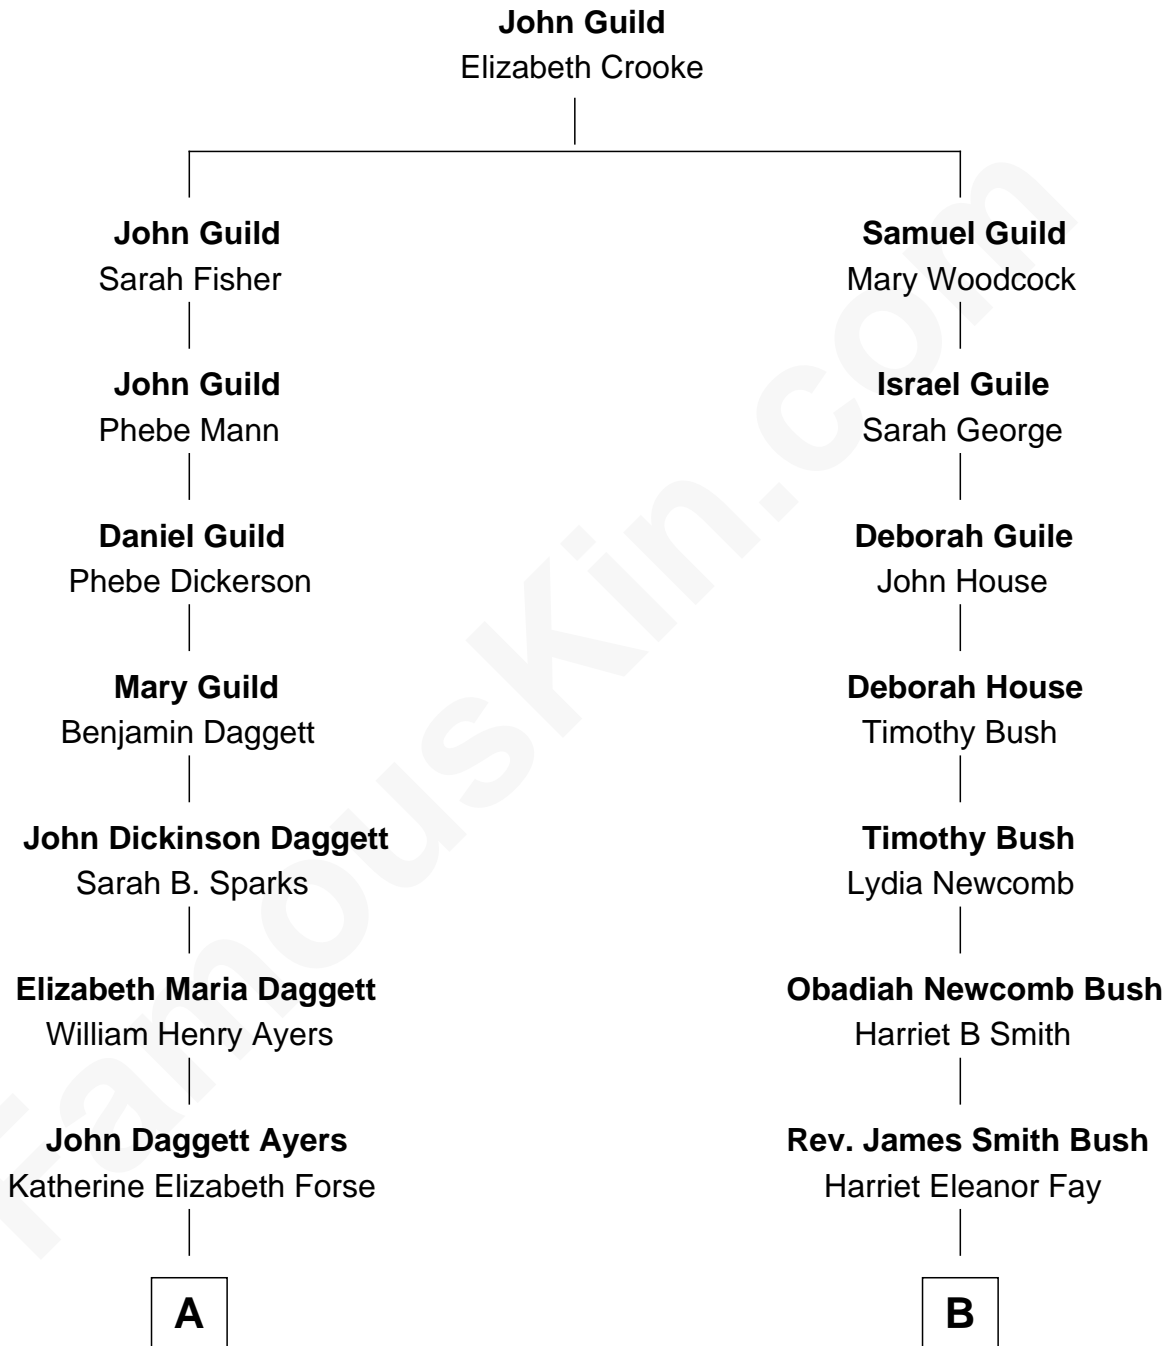 John Guild
Elizabeth Crooke
John Guild
Sarah Fisher
John Guild
Phebe Mann
Daniel Guild
Phebe Dickerson
Mary Guild
Benjamin Daggett
John Dickinson Daggett
Sarah B. Sparks
Elizabeth Maria Daggett
William Henry Ayers
John Daggett Ayers
Katherine Elizabeth Forse
A
Samuel Guild
Mary Woodcock
Israel Guile
Sarah George
Deborah Guile
John House
Deborah House
Timothy Bush
Timothy Bush
Lydia Newcomb
Obadiah Newcomb Bush
Harriet B Smith
Rev. James Smith Bush
Harriet Eleanor Fay
B
FamousKin.com